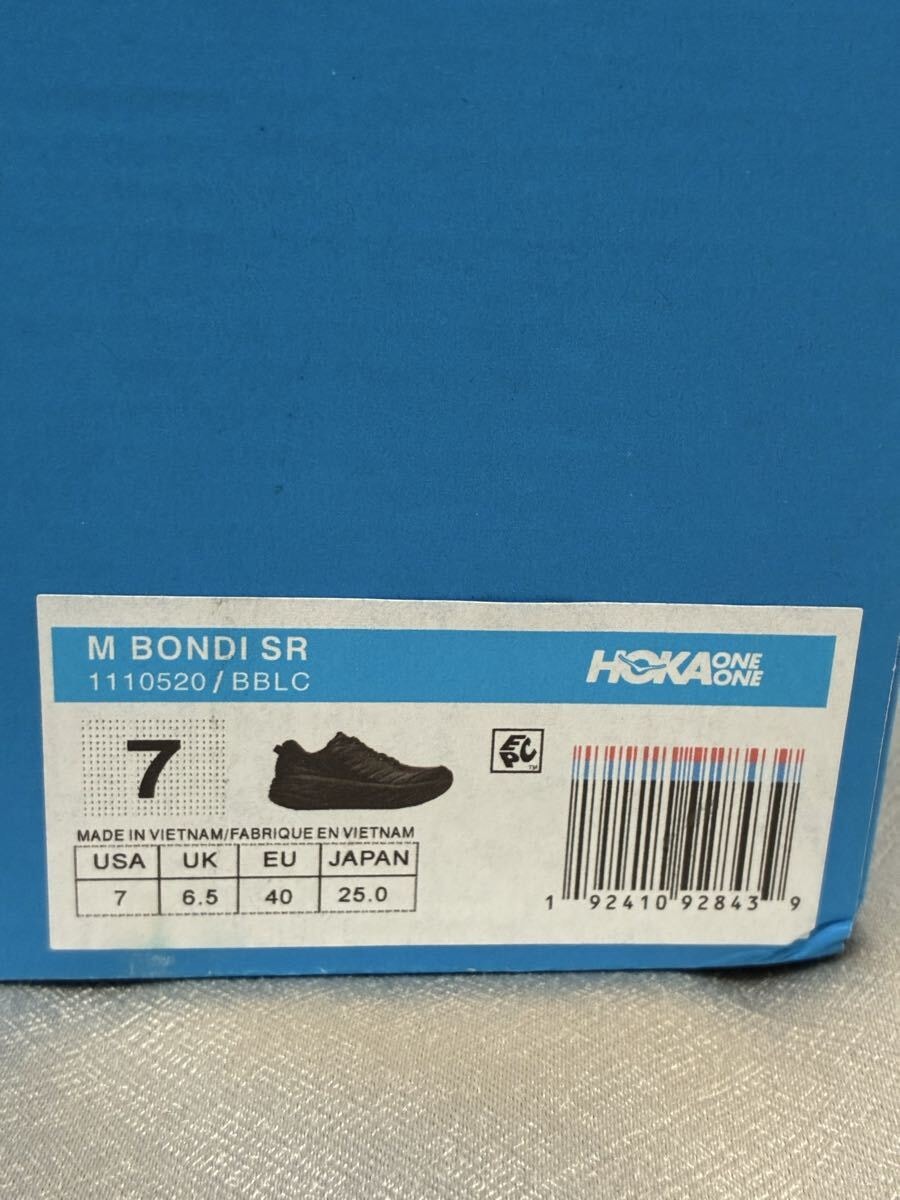 M BONDI SR
1110520/BBLC
HOKA ONE ONE
7
EPC™
MADE IN VIETNAM/FABRIQUE EN VIETNAM
USA UK EU JAPAN
7 6.5 40 25.0
1 92410 92843 9